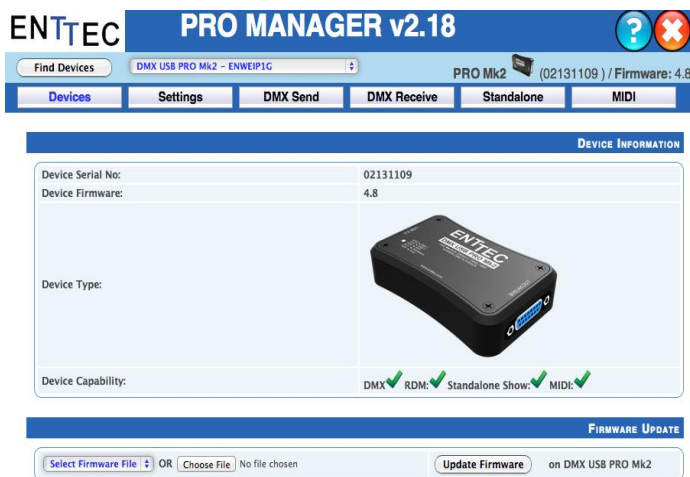 ENTTEC PRO MANAGER v2.18
Find Devices DMX USB PRO Mk2 - ENWEIP1G PRO Mk2 (02131109 ) / Firmware: 4.8
Devices Settings DMX Send DMX Receive Standalone MIDI
DEVICE INFORMATION
Device Serial No: 02131109
Device Firmware: 4.8
ENTTEC
DMX USB PRO Mk2
Device Type:
Device Capability: DMX RDM: Standalone Show: MIDI:
FIRMWARE UPDATE
Select Firmware File OR Choose File No file chosen Update Firmware on DMX USB PRO Mk2